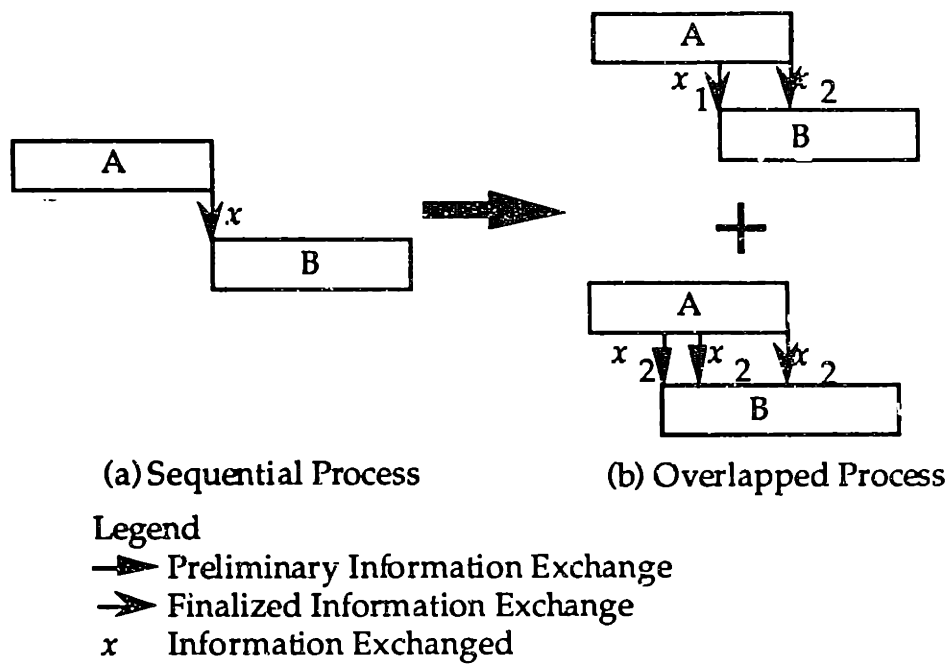 A
x 1 x 2
B
A
x
B
+
A
x 2 x 2 x 2
B
(a) Sequential Process
(b) Overlapped Process
Legend
Preliminary Information Exchange
Finalized Information Exchange
x Information Exchanged